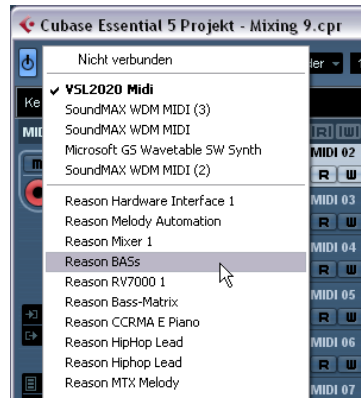 Cubase Essential 5 Projekt - Mixing 9.cpr
Nicht verbunden
der
Ke
✓ VSL2020 Midi
SoundMAX WDM MIDI (3)
SoundMAX WDM MIDI
Microsoft GS Wavetable SW Synth
SoundMAX WDM MIDI (2)
Reason Hardware Interface 1
Reason Melody Automation
Reason Mixer 1
Reason BASs
Reason RV7000 1
Reason Bass-Matrix
Reason CCRMA E Piano
Reason HipHop Lead
Reason Hiphop Lead
Reason MTX Melody
MI
m
R W
MIDI 02
R W
MIDI 03
R W
MIDI 04
R W
MIDI 05
R W
MIDI 06
R W
MIDI 07